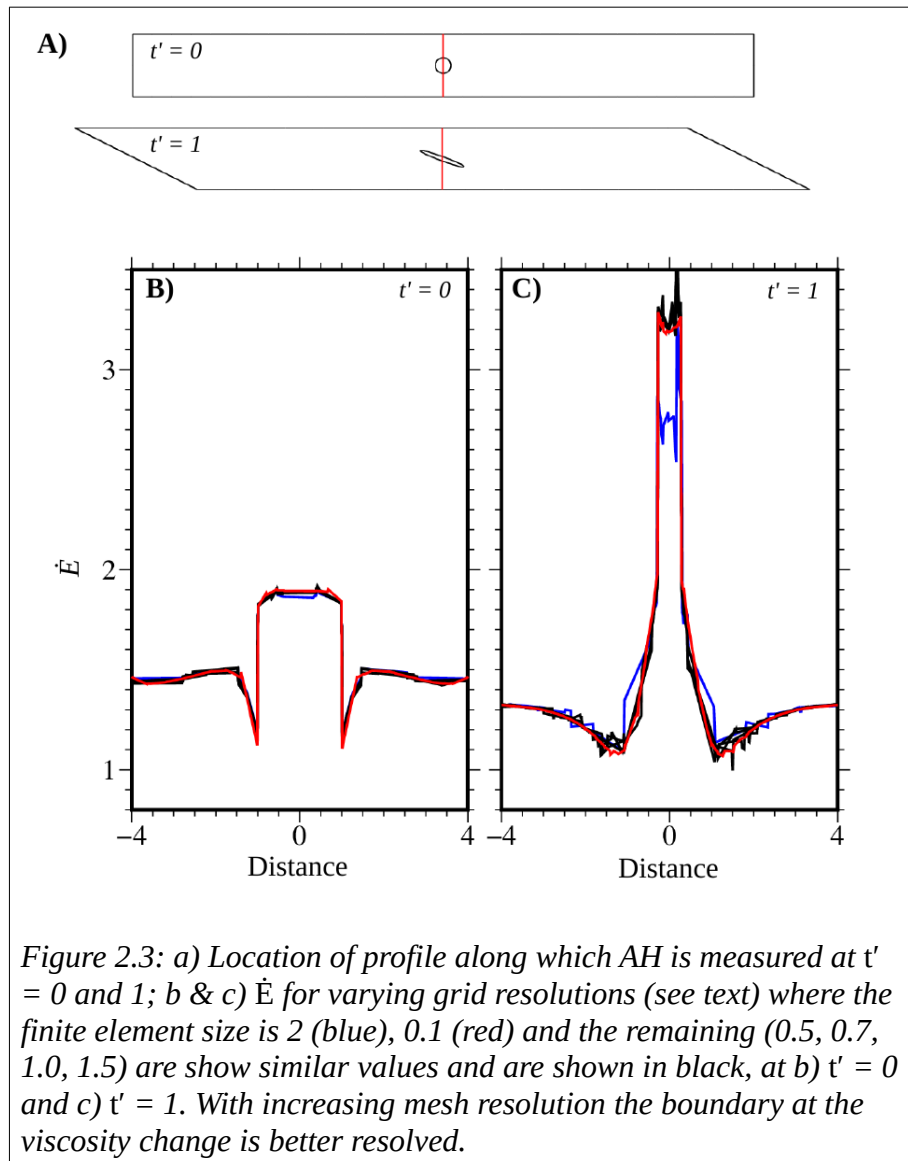 A)
t' = 0
t' = 1
B)
t' = 0
C)
t' = 1
3
2
1
Ė
−4
0
4
−4
0
4
Distance
Distance
Figure 2.3: a) Location of profile along which AH is measured at t'
= 0 and 1; b & c) Ė for varying grid resolutions (see text) where the
finite element size is 2 (blue), 0.1 (red) and the remaining (0.5, 0.7,
1.0, 1.5) are show similar values and are shown in black, at b) t' = 0
and c) t' = 1. With increasing mesh resolution the boundary at the
viscosity change is better resolved.